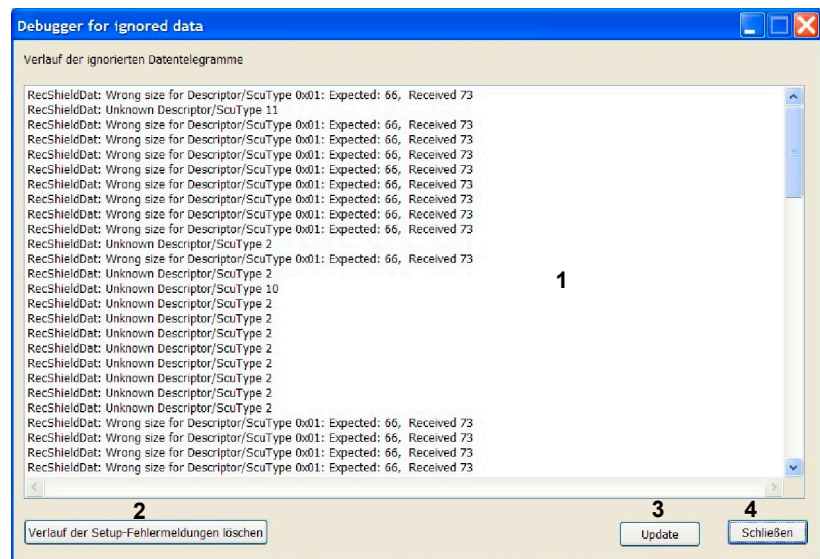 Debugger for ignored data
Verlauf der ignorierten Datentelegramme
RecShieldDat: Wrong size for Descriptor/ScuType 0x01: Expected: 66, Received 73
RecShieldDat: Unknown Descriptor/ScuType 11
RecShieldDat: Wrong size for Descriptor/ScuType 0x01: Expected: 66, Received 73
RecShieldDat: Wrong size for Descriptor/ScuType 0x01: Expected: 66, Received 73
RecShieldDat: Wrong size for Descriptor/ScuType 0x01: Expected: 66, Received 73
RecShieldDat: Wrong size for Descriptor/ScuType 0x01: Expected: 66, Received 73
RecShieldDat: Wrong size for Descriptor/ScuType 0x01: Expected: 66, Received 73
RecShieldDat: Wrong size for Descriptor/ScuType 0x01: Expected: 66, Received 73
RecShieldDat: Wrong size for Descriptor/ScuType 0x01: Expected: 66, Received 73
RecShieldDat: Wrong size for Descriptor/ScuType 0x01: Expected: 66, Received 73
RecShieldDat: Unknown Descriptor/ScuType 2
RecShieldDat: Wrong size for Descriptor/ScuType 0x01: Expected: 66, Received 73
RecShieldDat: Unknown Descriptor/ScuType 2
1
RecShieldDat: Unknown Descriptor/ScuType 10
RecShieldDat: Unknown Descriptor/ScuType 2
RecShieldDat: Unknown Descriptor/ScuType 2
RecShieldDat: Unknown Descriptor/ScuType 2
RecShieldDat: Unknown Descriptor/ScuType 2
RecShieldDat: Unknown Descriptor/ScuType 2
RecShieldDat: Unknown Descriptor/ScuType 2
RecShieldDat: Unknown Descriptor/ScuType 2
RecShieldDat: Unknown Descriptor/ScuType 2
RecShieldDat: Wrong size for Descriptor/ScuType 0x01: Expected: 66, Received 73
RecShieldDat: Wrong size for Descriptor/ScuType 0x01: Expected: 66, Received 73
RecShieldDat: Wrong size for Descriptor/ScuType 0x01: Expected: 66, Received 73
RecShieldDat: Wrong size for Descriptor/ScuType 0x01: Expected: 66, Received 73
2 3 4
Verlauf der Setup-Fehlermeldungen löschen Update Schließen